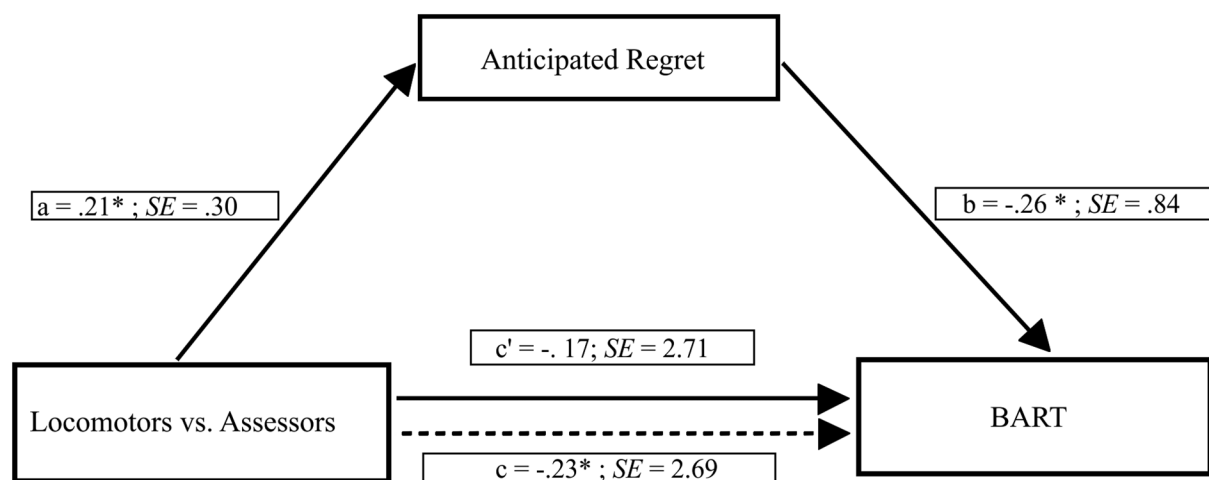 Anticipated Regret
a = .21* ; SE = .30
b = -.26 * ; SE = .84
c' = -. 17; SE = 2.71
Locomotors vs. Assessors
BART
c = -.23* ; SE = 2.69